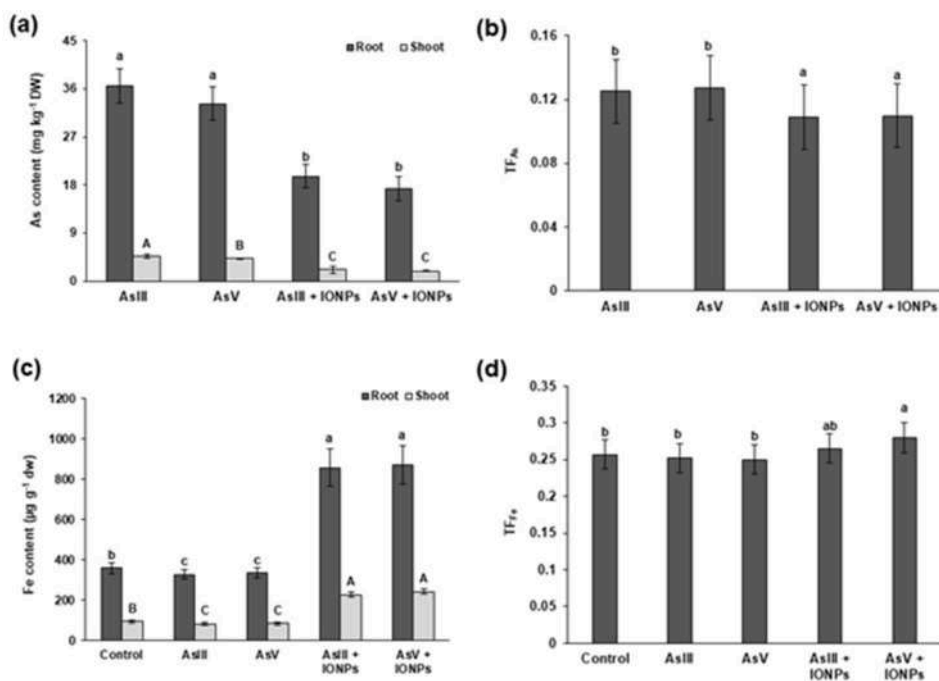 (a)
As content (mg kg⁻¹ DW)
45
36
27
18
9
0
Root Shoot
a
A
a
B
b
C
b
C
AsIII AsV AsIII + IONPs AsV + IONPs
(b)
TF_As
0.16
0.12
0.08
0.04
0
b
b
a
a
AsIII AsV AsIII + IONPs AsV + IONPs
(c)
Fe content (µg g⁻¹ dw)
1200
1000
800
600
400
200
0
Root Shoot
b
B
c
C
c
C
a
A
a
A
Control AsIII AsV AsIII + AsV +
IONPs IONPs
(d)
TF_Fe
0.35
0.3
0.25
0.2
0.15
0.1
0.05
0
b
b
b
ab
a
Control AsIII AsV AsIII + AsV +
IONPs IONPs